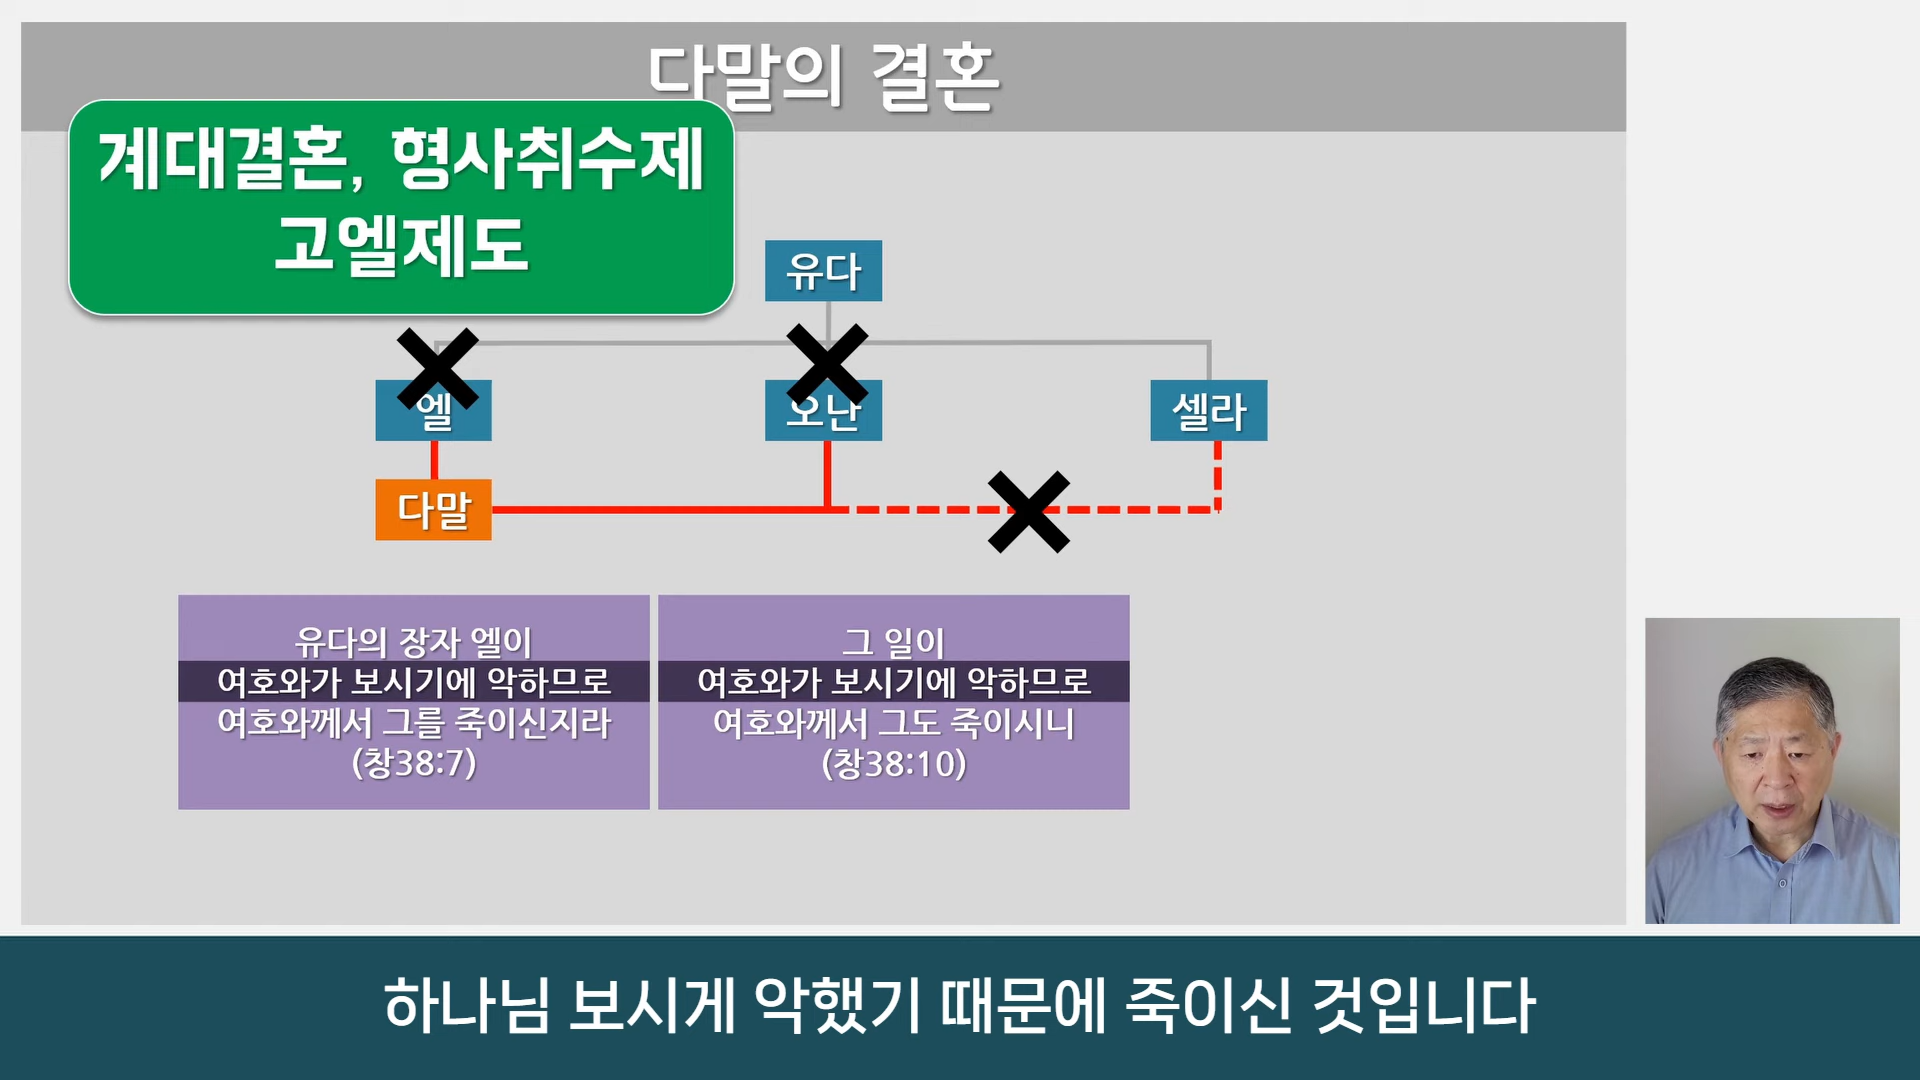 다말의 결혼
계대결혼, 형사취수제
고엘제도
유다
엘
오난
셀라
다말
유다의 장자 엘이
여호와가 보시기에 악하므로
여호와께서 그를 죽이신지라
(창38:7)
그 일이
여호와가 보시기에 악하므로
여호와께서 그도 죽이시니
(창38:10)
하나님 보시게 악했기 때문에 죽이신 것입니다